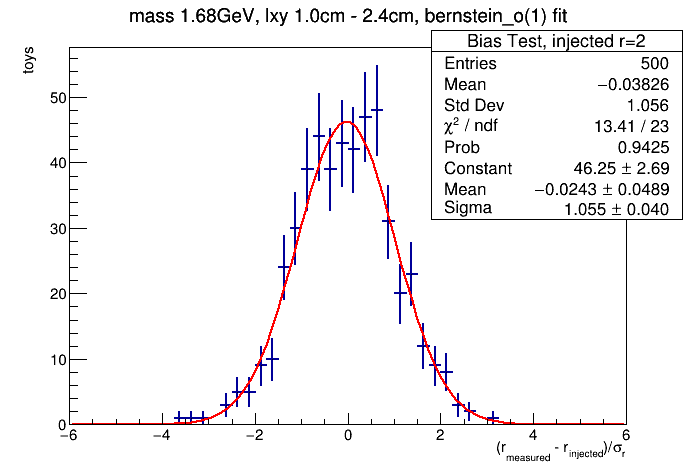 mass 1.68GeV, lxy 1.0cm - 2.4cm, bernstein_o(1) fit
toys
Bias Test, injected r=2
Entries 500
Mean −0.03826
Std Dev 1.056
χ² / ndf 13.41 / 23
Prob 0.9425
Constant 46.25 ± 2.69
Mean −0.0243 ± 0.0489
Sigma 1.055 ± 0.040
50
40
30
20
10
0
−6 −4 −2 0 2 4 6
(r_measured - r_injected)/σ_r